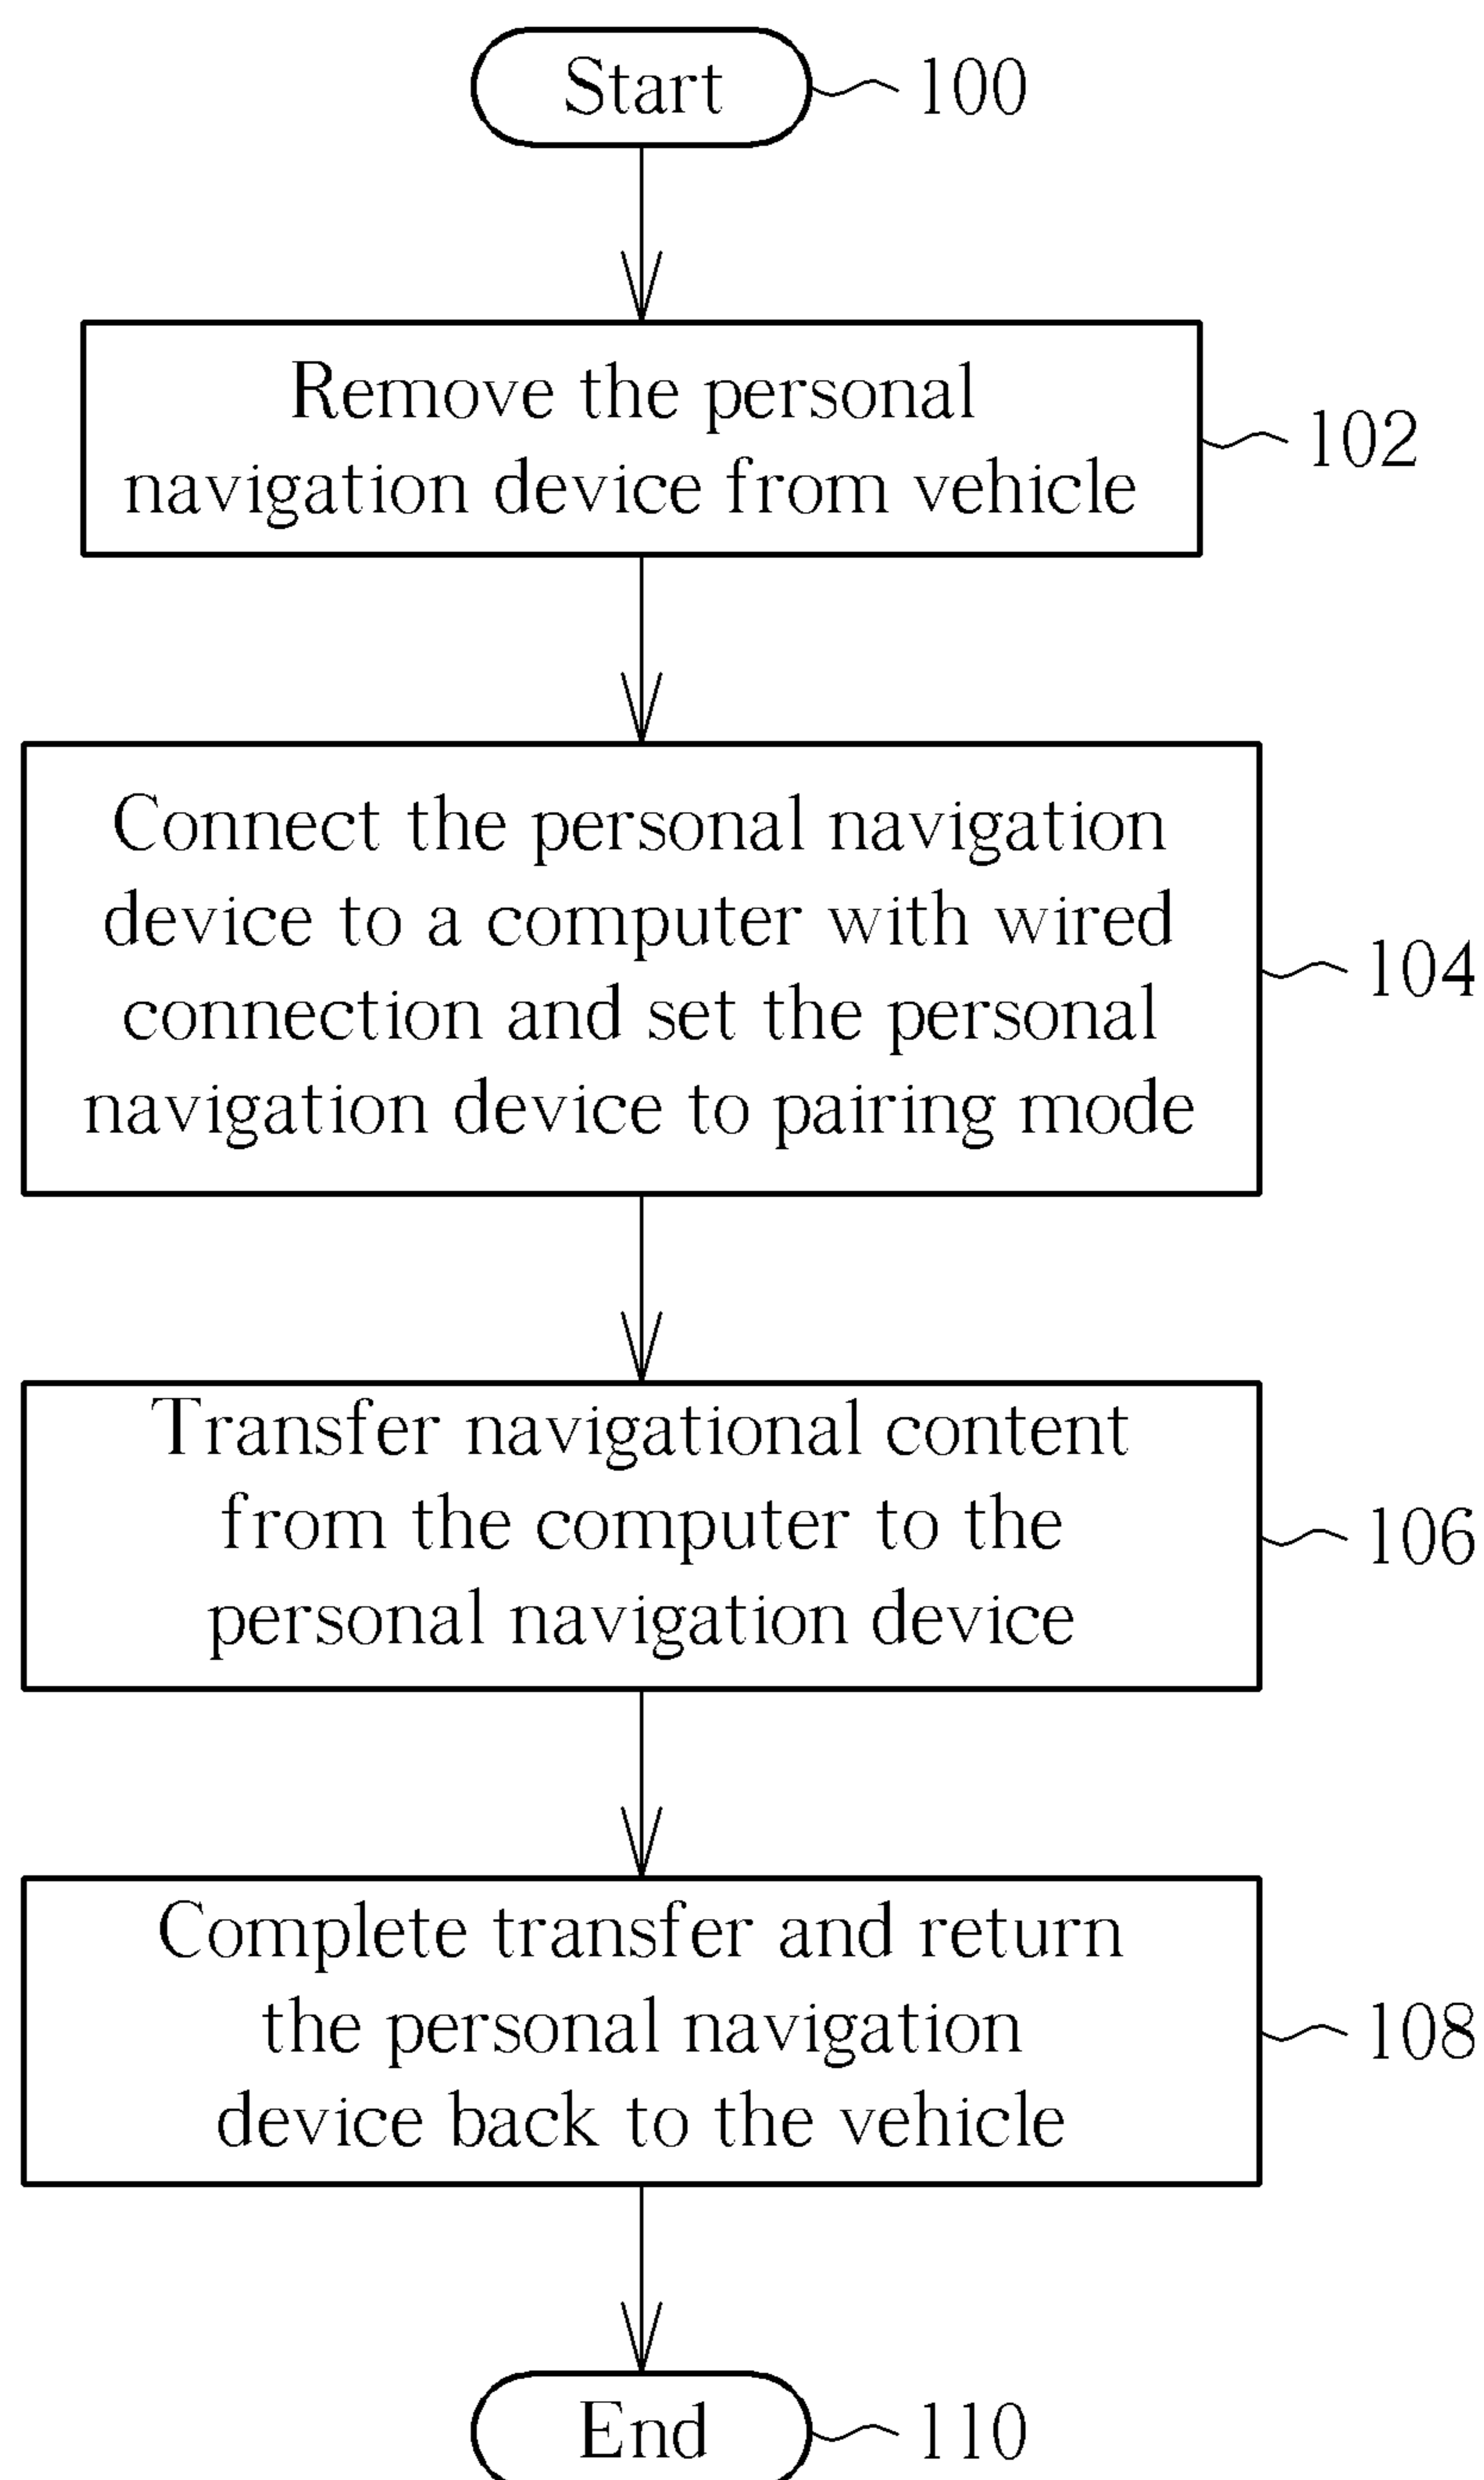 Start
100
Remove the personal
navigation device from vehicle
102
Connect the personal navigation
device to a computer with wired
connection and set the personal
navigation device to pairing mode
104
Transfer navigational content
from the computer to the
personal navigation device
106
Complete transfer and return
the personal navigation
device back to the vehicle
108
End
110